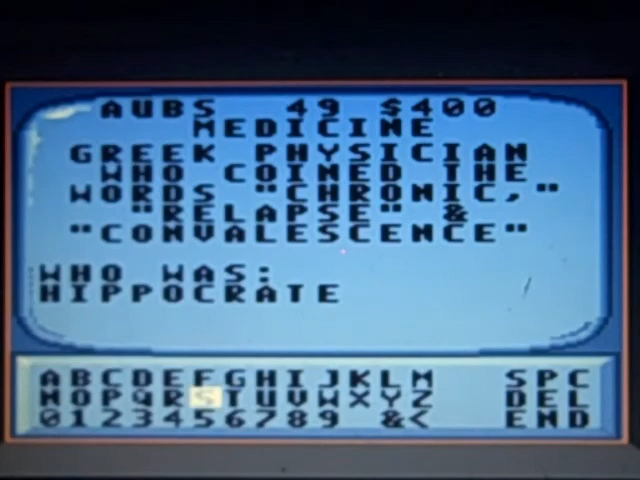 AUBS 49 $400
MEDICINE
GREEK PHYSICIAN
WHO COINED THE
WORDS "CHRONIC,"
"RELAPSE" &
"CONVALESCENCE"
WHO WAS:
HIPPOCRATE
ABCDEFGHIJKLM SPC
NOPQRSTUVWXYZ DEL
0123456789 &< END